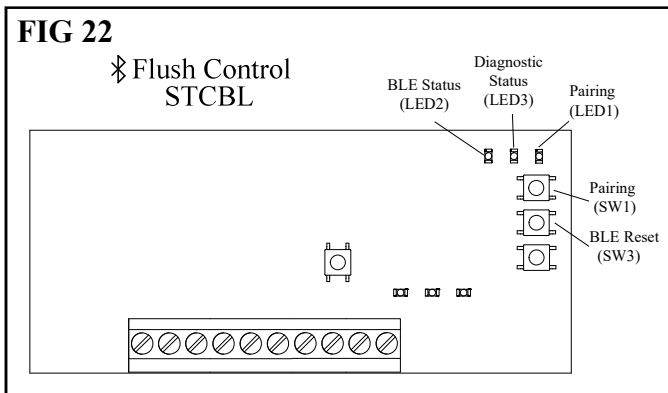 FIG 22
Flush Control
STCBL
BLE Status
(LED2)
Diagnostic
Status
(LED3)
Pairing
(LED1)
Pairing
(SW1)
BLE Reset
(SW3)